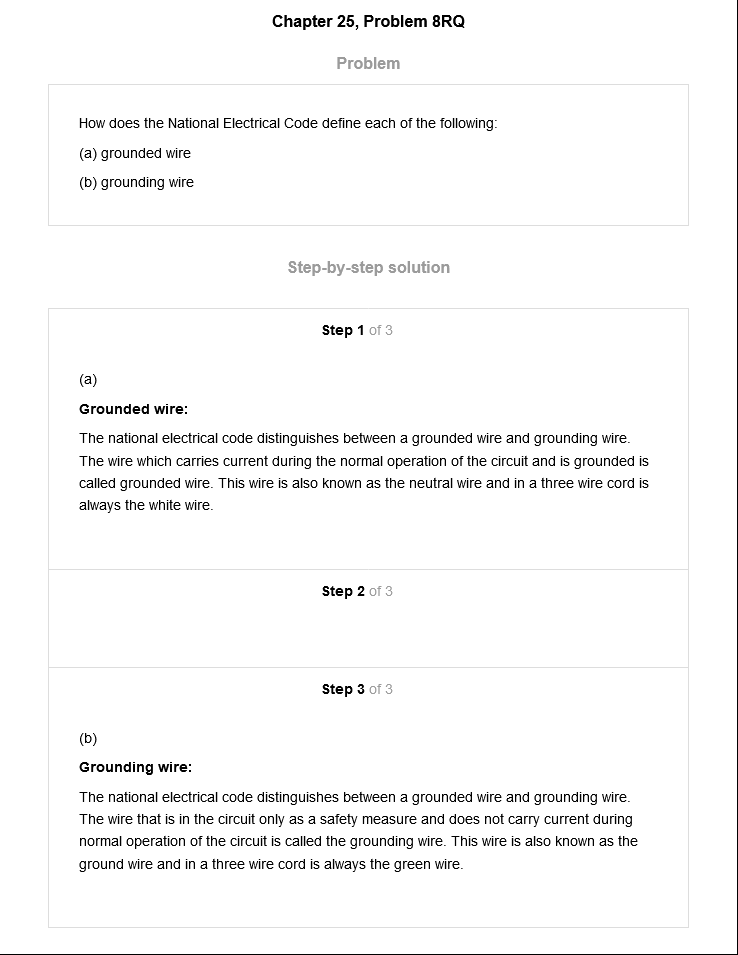 Chapter 25, Problem 8RQ
Problem
How does the National Electrical Code define each of the following:
(a) grounded wire
(b) grounding wire
Step-by-step solution
Step 1 of 3
(a)
Grounded wire:
The national electrical code distinguishes between a grounded wire and grounding wire.
The wire which carries current during the normal operation of the circuit and is grounded is
called grounded wire. This wire is also known as the neutral wire and in a three wire cord is
always the white wire.
Step 2 of 3
Step 3 of 3
(b)
Grounding wire:
The national electrical code distinguishes between a grounded wire and grounding wire.
The wire that is in the circuit only as a safety measure and does not carry current during
normal operation of the circuit is called the grounding wire. This wire is also known as the
ground wire and in a three wire cord is always the green wire.